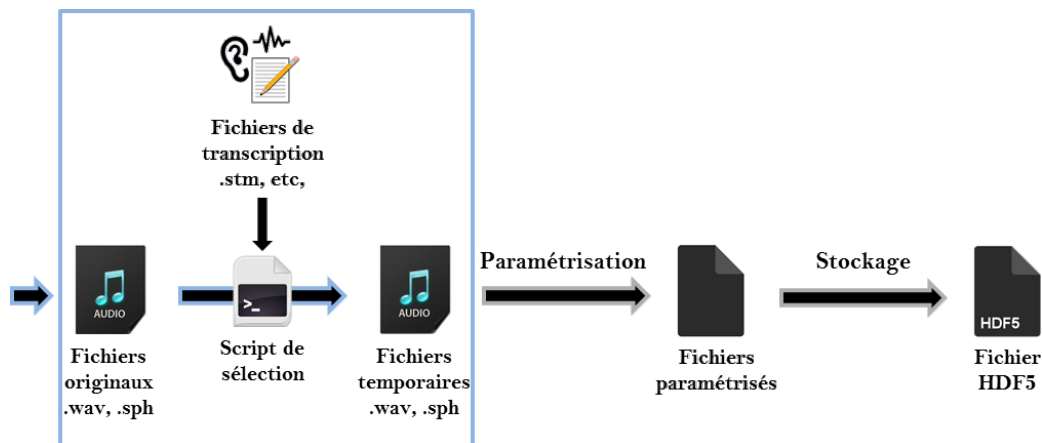 Fichiers de
transcription
.stm, etc,
AUDIO
Fichiers
originaux
.wav, .sph
>_
Script de
sélection
AUDIO
Fichiers
temporaires
.wav, .sph
Paramétrisation
Fichiers
paramétrisés
Stockage
HDF5
Fichier
HDF5